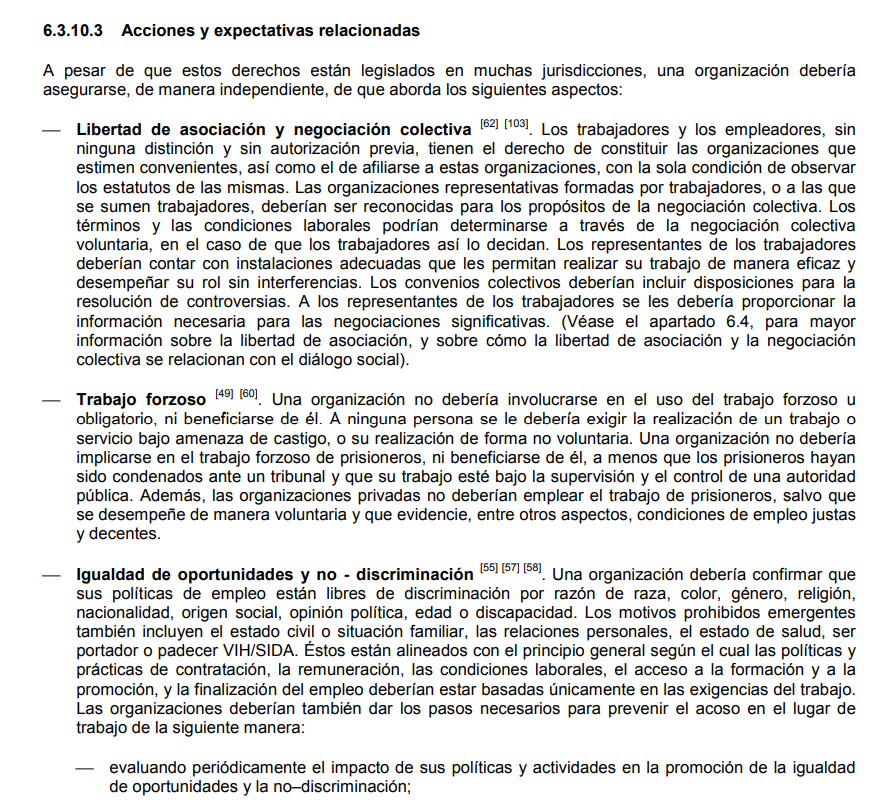 6.3.10.3 Acciones y expectativas relacionadas
A pesar de que estos derechos están legislados en muchas jurisdicciones, una organización debería
asegurarse, de manera independiente, de que aborda los siguientes aspectos:
— Libertad de asociación y negociación colectiva [62] [103]. Los trabajadores y los empleadores, sin
ninguna distinción y sin autorización previa, tienen el derecho de constituir las organizaciones que
estimen convenientes, así como el de afiliarse a estas organizaciones, con la sola condición de observar
los estatutos de las mismas. Las organizaciones representativas formadas por trabajadores, o a las que
se sumen trabajadores, deberían ser reconocidas para los propósitos de la negociación colectiva. Los
términos y las condiciones laborales podrían determinarse a través de la negociación colectiva
voluntaria, en el caso de que los trabajadores así lo decidan. Los representantes de los trabajadores
deberían contar con instalaciones adecuadas que les permitan realizar su trabajo de manera eficaz y
desempeñar su rol sin interferencias. Los convenios colectivos deberían incluir disposiciones para la
resolución de controversias. A los representantes de los trabajadores se les debería proporcionar la
información necesaria para las negociaciones significativas. (Véase el apartado 6.4, para mayor
información sobre la libertad de asociación, y sobre cómo la libertad de asociación y la negociación
colectiva se relacionan con el diálogo social).
— Trabajo forzoso [49] [60]. Una organización no debería involucrarse en el uso del trabajo forzoso u
obligatorio, ni beneficiarse de él. A ninguna persona se le debería exigir la realización de un trabajo o
servicio bajo amenaza de castigo, o su realización de forma no voluntaria. Una organización no debería
implicarse en el trabajo forzoso de prisioneros, ni beneficiarse de él, a menos que los prisioneros hayan
sido condenados ante un tribunal y que su trabajo esté bajo la supervisión y el control de una autoridad
pública. Además, las organizaciones privadas no deberían emplear el trabajo de prisioneros, salvo que
se desempeñe de manera voluntaria y que evidencie, entre otros aspectos, condiciones de empleo justas
y decentes.
— Igualdad de oportunidades y no - discriminación [55] [57] [58]. Una organización debería confirmar que
sus políticas de empleo están libres de discriminación por razón de raza, color, género, religión,
nacionalidad, origen social, opinión política, edad o discapacidad. Los motivos prohibidos emergentes
también incluyen el estado civil o situación familiar, las relaciones personales, el estado de salud, ser
portador o padecer VIH/SIDA. Éstos están alineados con el principio general según el cual las políticas y
prácticas de contratación, la remuneración, las condiciones laborales, el acceso a la formación y a la
promoción, y la finalización del empleo deberían estar basadas únicamente en las exigencias del trabajo.
Las organizaciones deberían también dar los pasos necesarios para prevenir el acoso en el lugar de
trabajo de la siguiente manera:
— evaluando periódicamente el impacto de sus políticas y actividades en la promoción de la igualdad
de oportunidades y la no–discriminación;